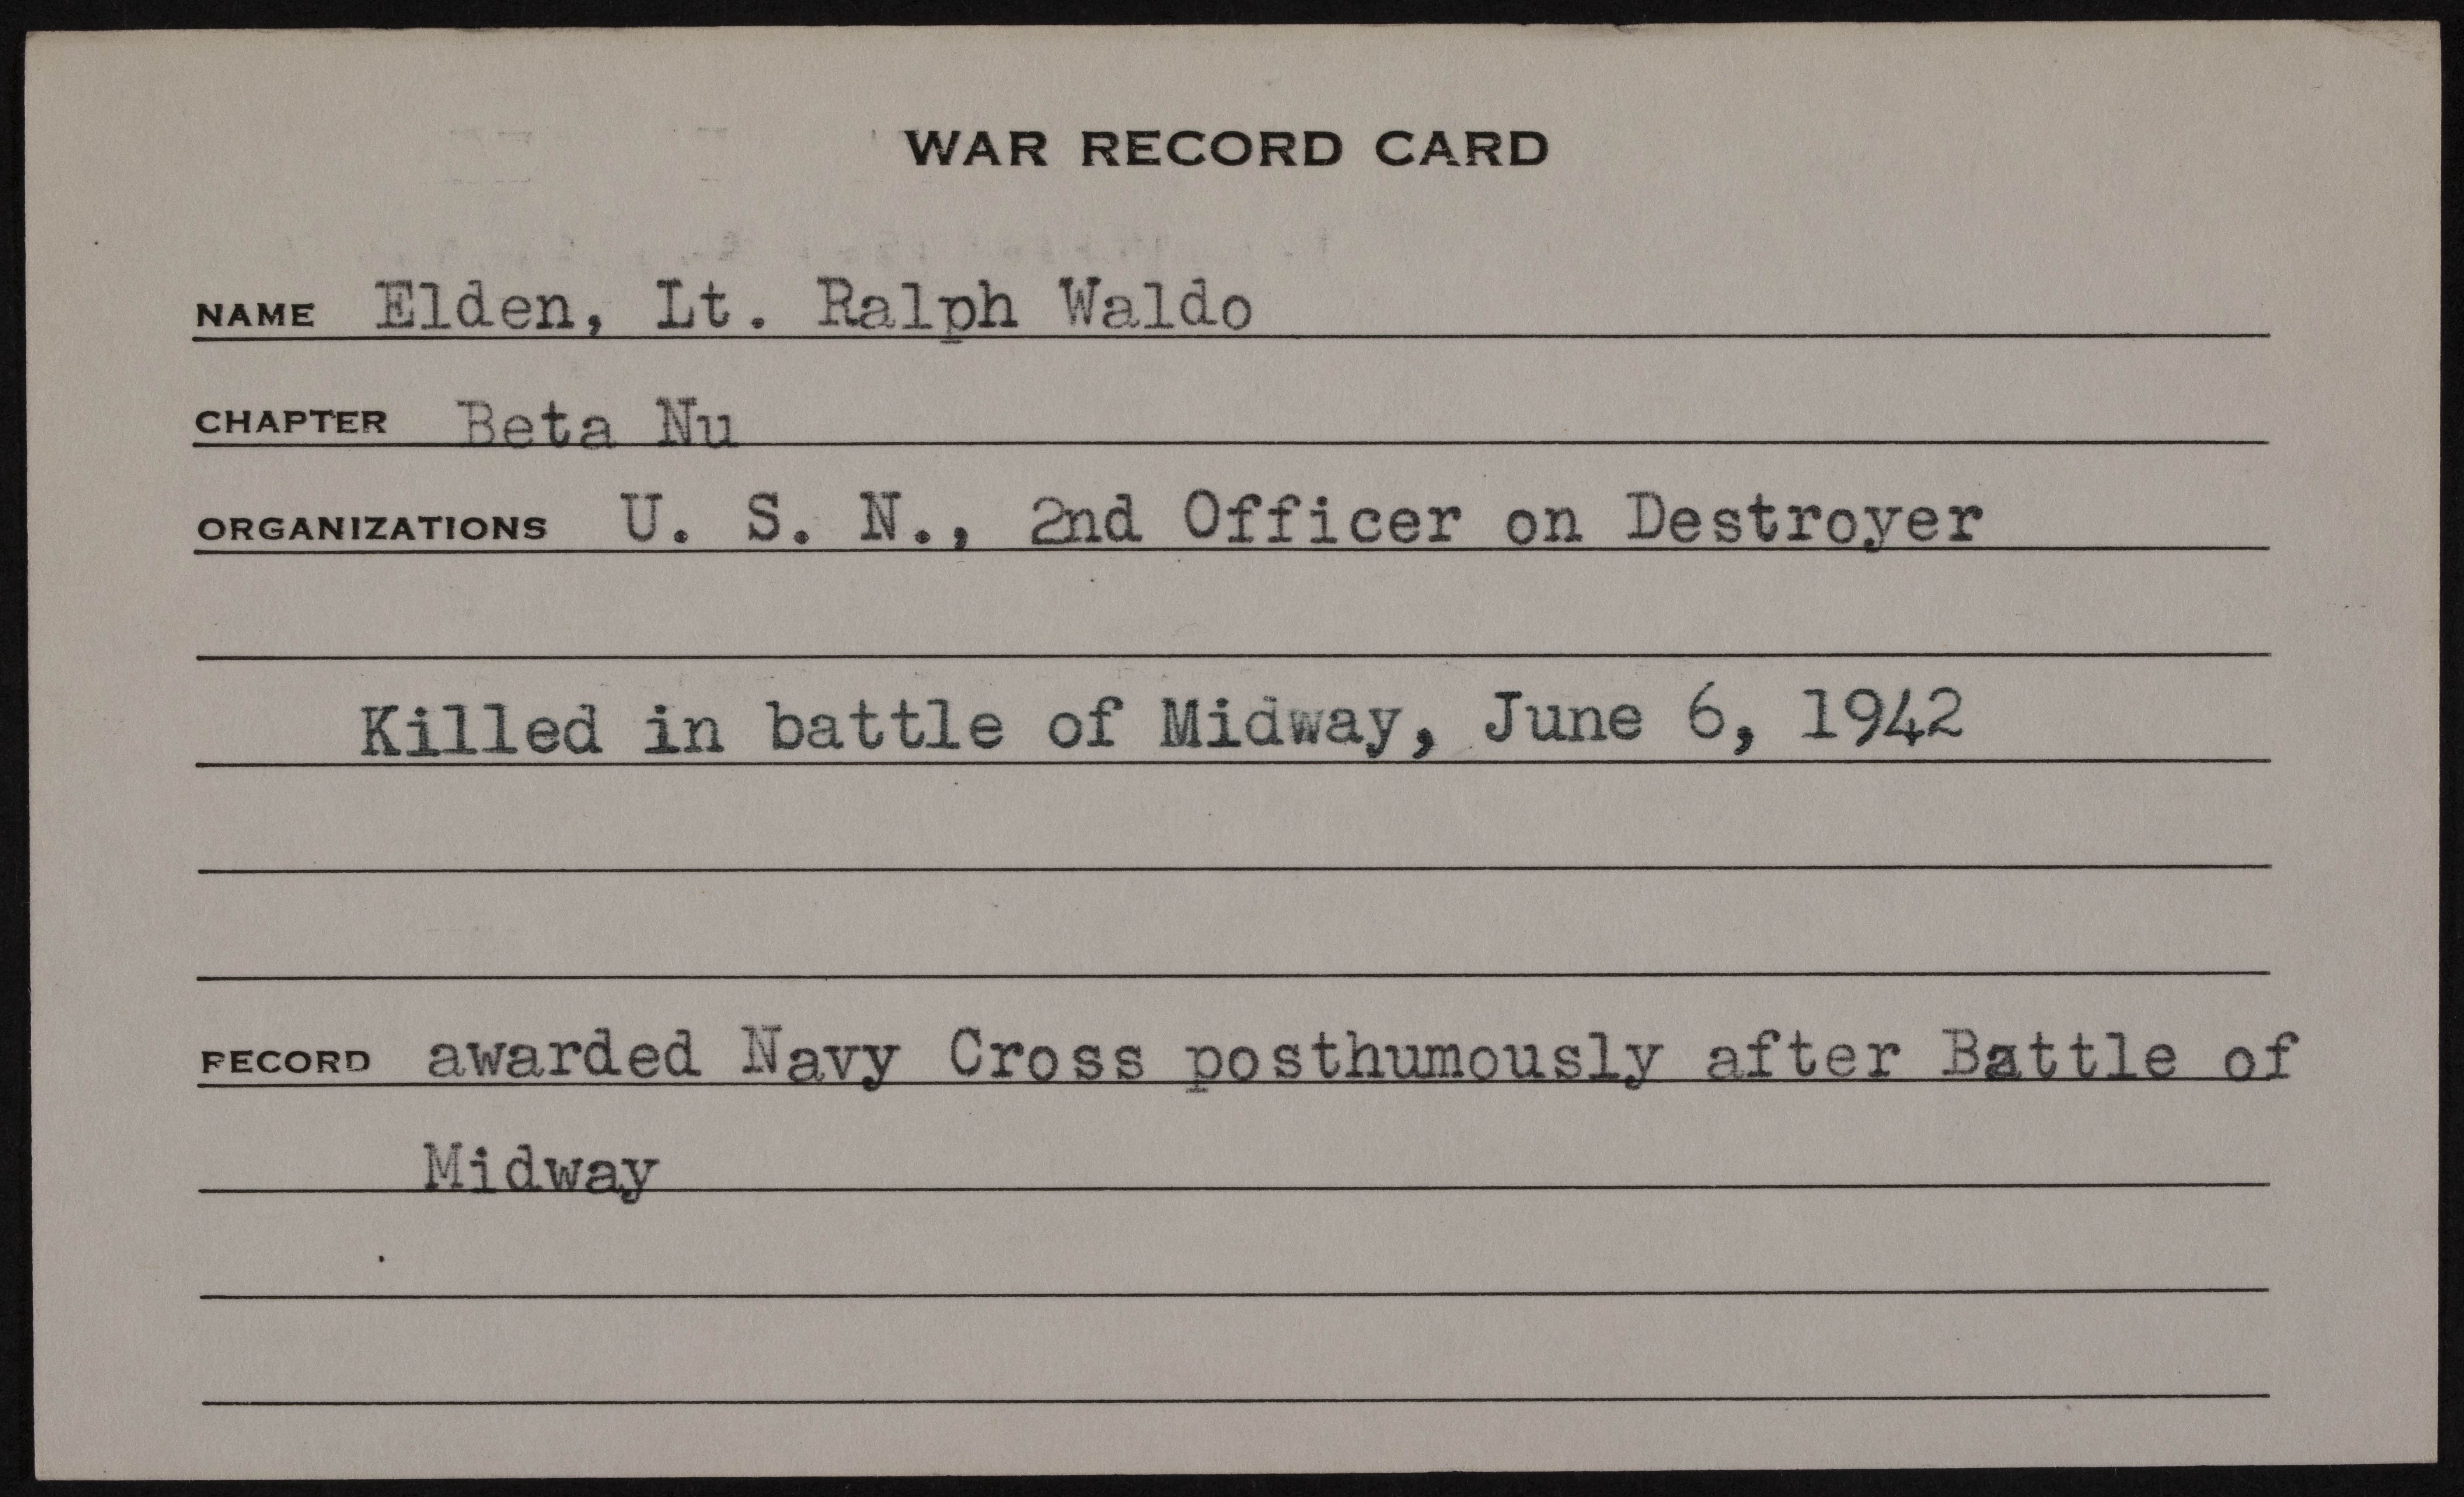 WAR RECORD CARD
NAME Elden, Lt. Ralph Waldo
CHAPTER Beta Nu
ORGANIZATIONS U. S. N., 2nd Officer on Destroyer
Killed in battle of Midway, June 6, 1942
RECORD awarded Navy Cross posthumously after Battle of
Midway